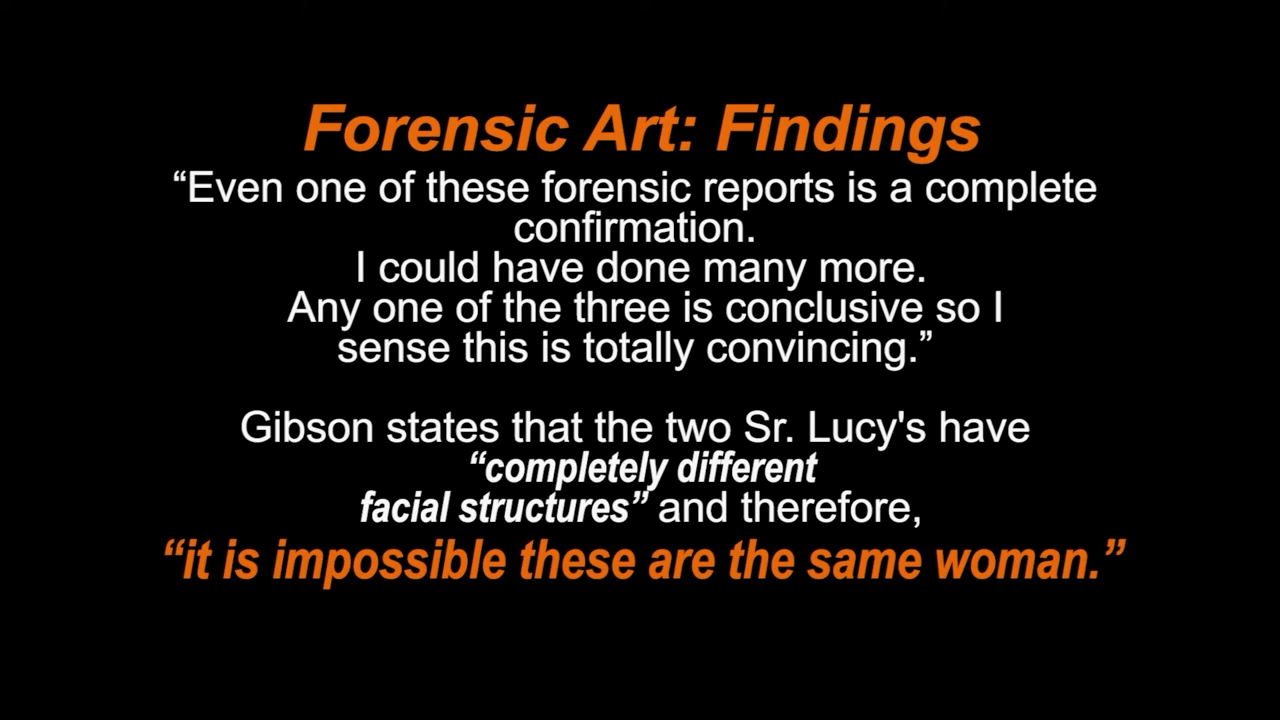 Forensic Art: Findings
“Even one of these forensic reports is a complete
confirmation.
I could have done many more.
Any one of the three is conclusive so I
sense this is totally convincing.”
Gibson states that the two Sr. Lucy's have
“completely different
facial structures” and therefore,
“it is impossible these are the same woman.”